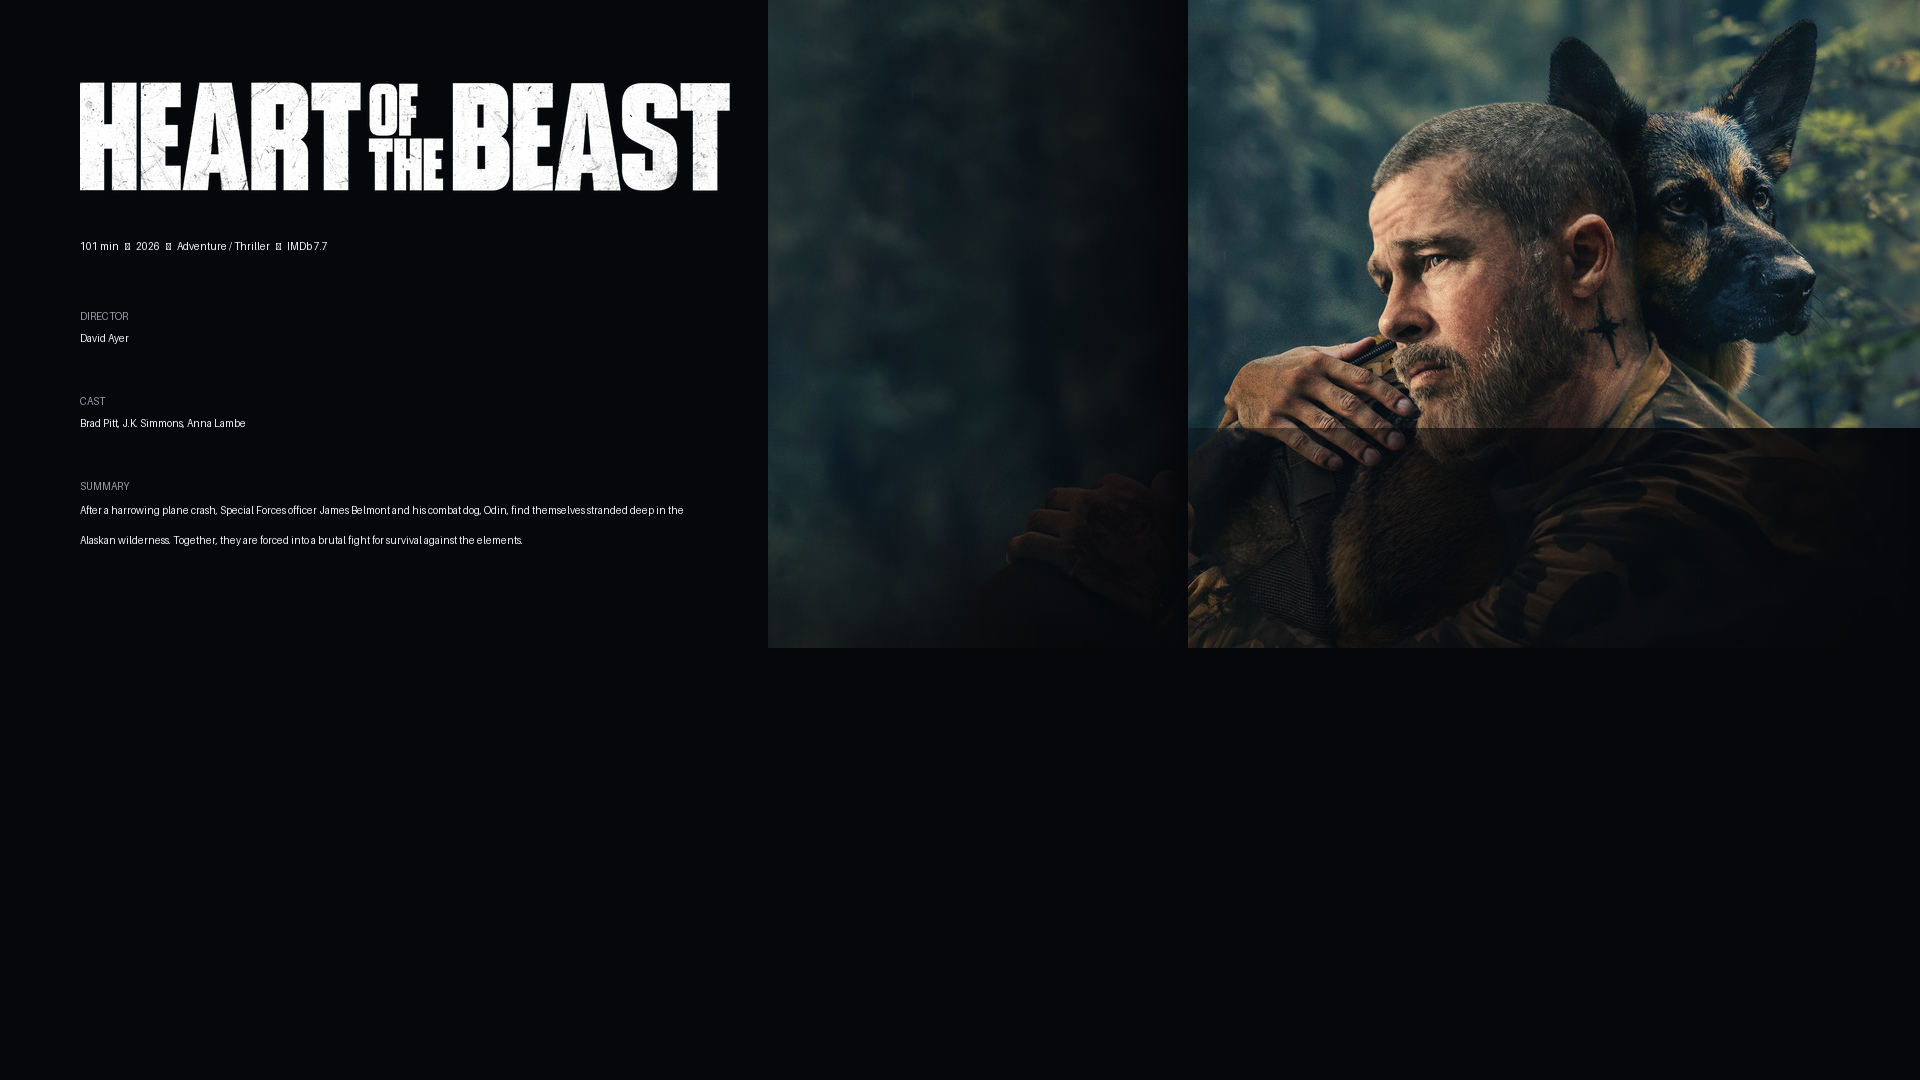 HEART OF THE BEAST
101 min 2026 Adventure / Thriller IMDb 7.7
DIRECTOR
David Ayer
CAST
Brad Pitt, J.K. Simmons, Anna Lambe
SUMMARY
After a harrowing plane crash, Special Forces officer James Belmont and his combat dog, Odin, find themselves stranded deep in the
Alaskan wilderness. Together, they are forced into a brutal fight for survival against the elements.